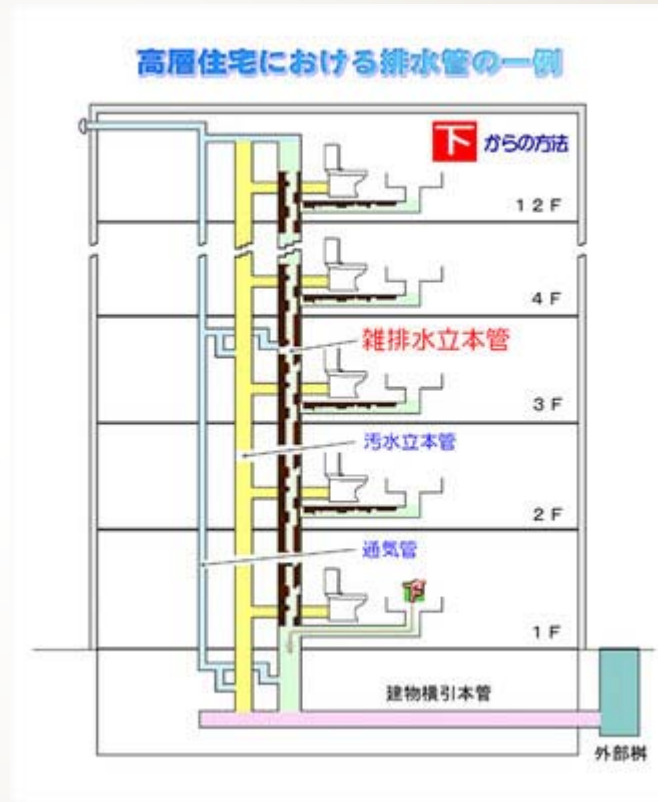 高層住宅における排水管の一例
下 からの方法
12F
4F
雑排水立本管
3F
汚水立本管
2F
通気管
下
1F
建物横引本管
外部桝